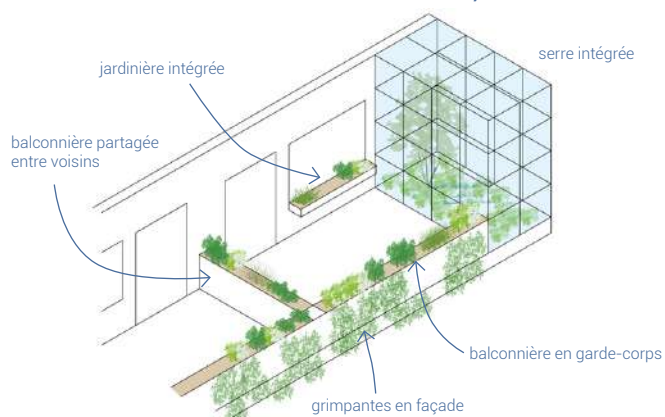 serre intégrée
jardinière intégrée
balconnière partagée
entre voisins
balconnière en garde-corps
grimpantes en façade